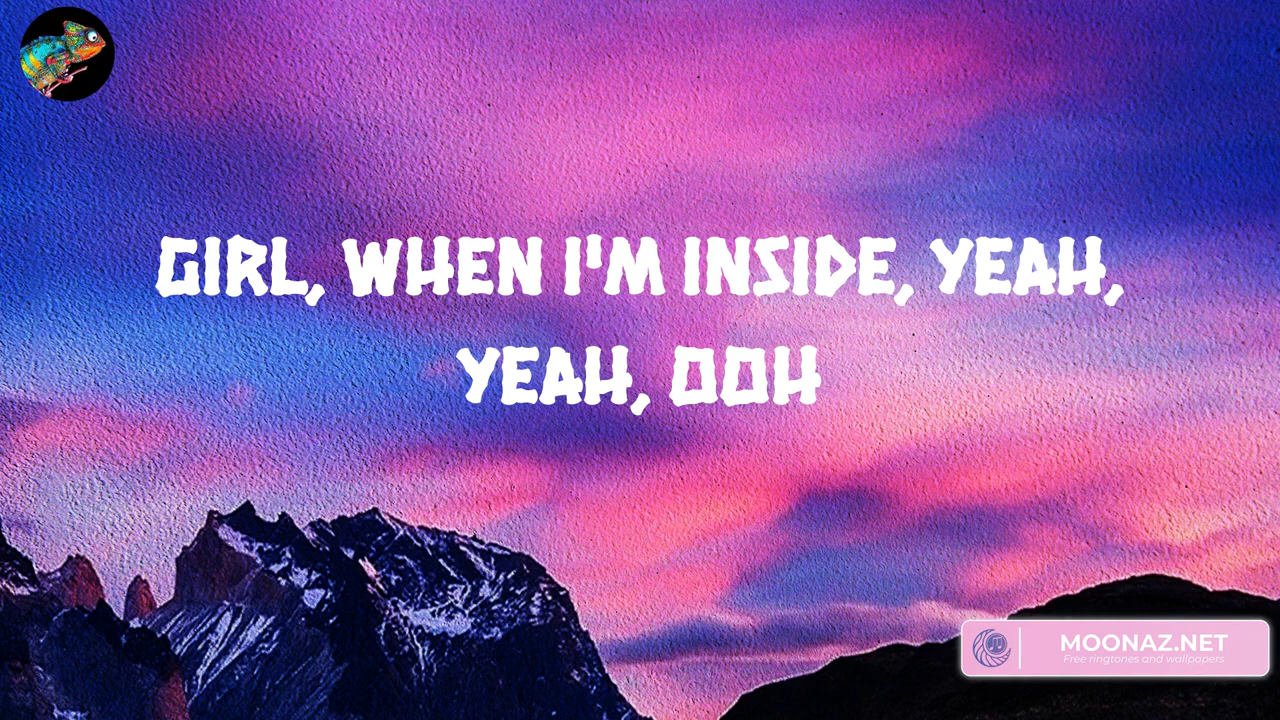 GIRL, WHEN I'M INSIDE, YEAH,
YEAH, OOH
MOONAZ.NET
Free ringtones and wallpapers